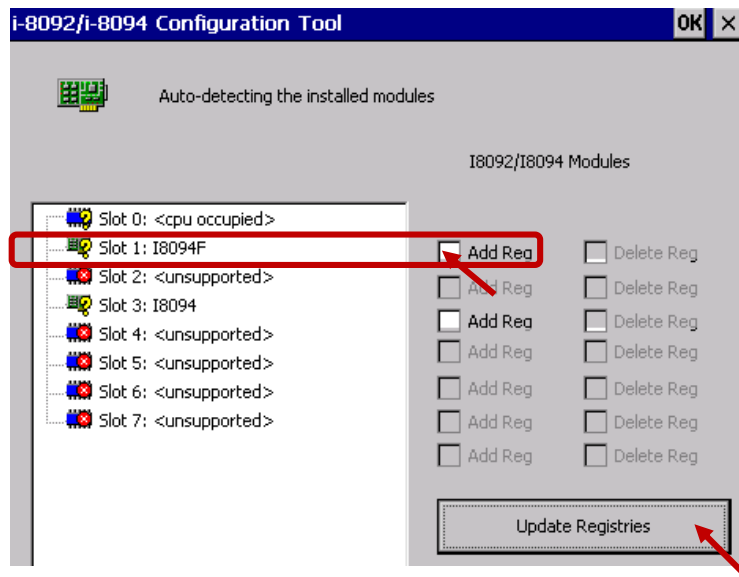 i-8092/i-8094 Configuration Tool OK ×
Auto-detecting the installed modules
I8092/I8094 Modules
Slot 0: <cpu occupied>
Slot 1: I8094F Add Reg Delete Reg
Slot 2: <unsupported> Add Reg Delete Reg
Slot 3: I8094 Add Reg Delete Reg
Slot 4: <unsupported> Add Reg Delete Reg
Slot 5: <unsupported> Add Reg Delete Reg
Slot 6: <unsupported> Add Reg Delete Reg
Slot 7: <unsupported> Add Reg Delete Reg
Update Registries